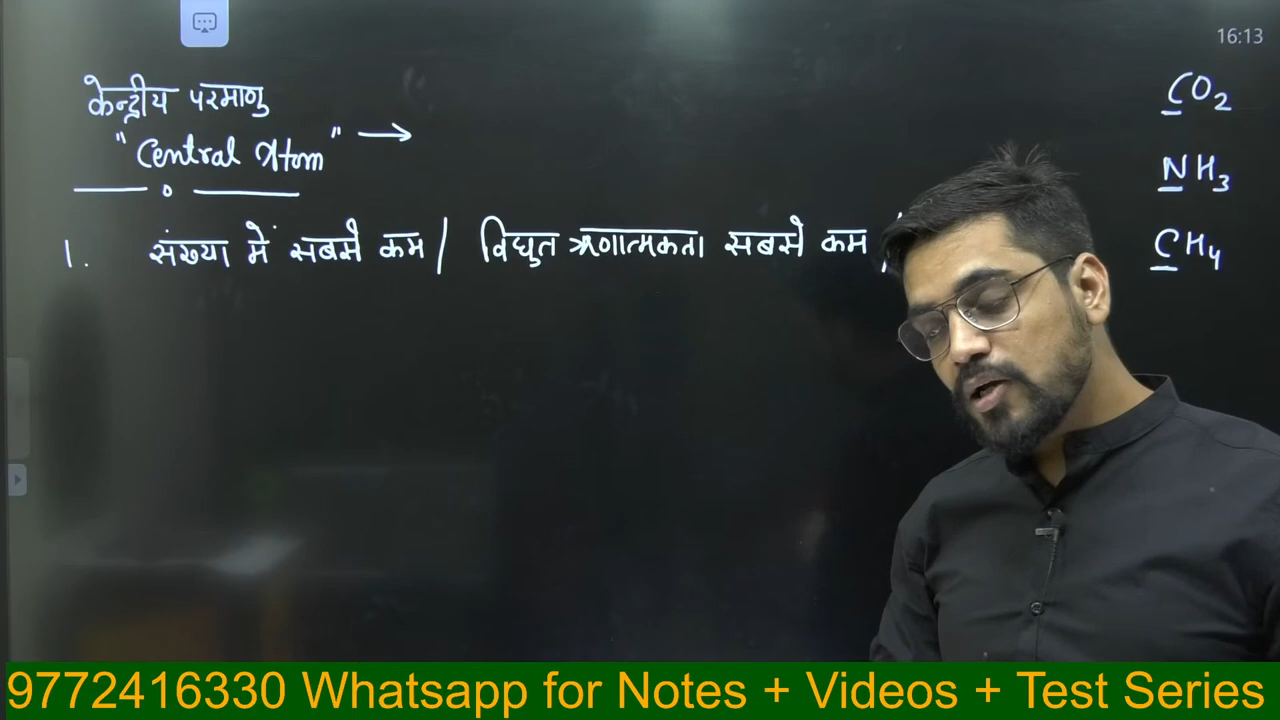 16:13
केन्द्रीय परमाणु
"Central Atom" →
1. संख्या में सबसे कम / विद्युत ऋणात्मकता सबसे कम /
CO₂
NH₃
CH₄
9772416330 Whatsapp for Notes + Videos + Test Series